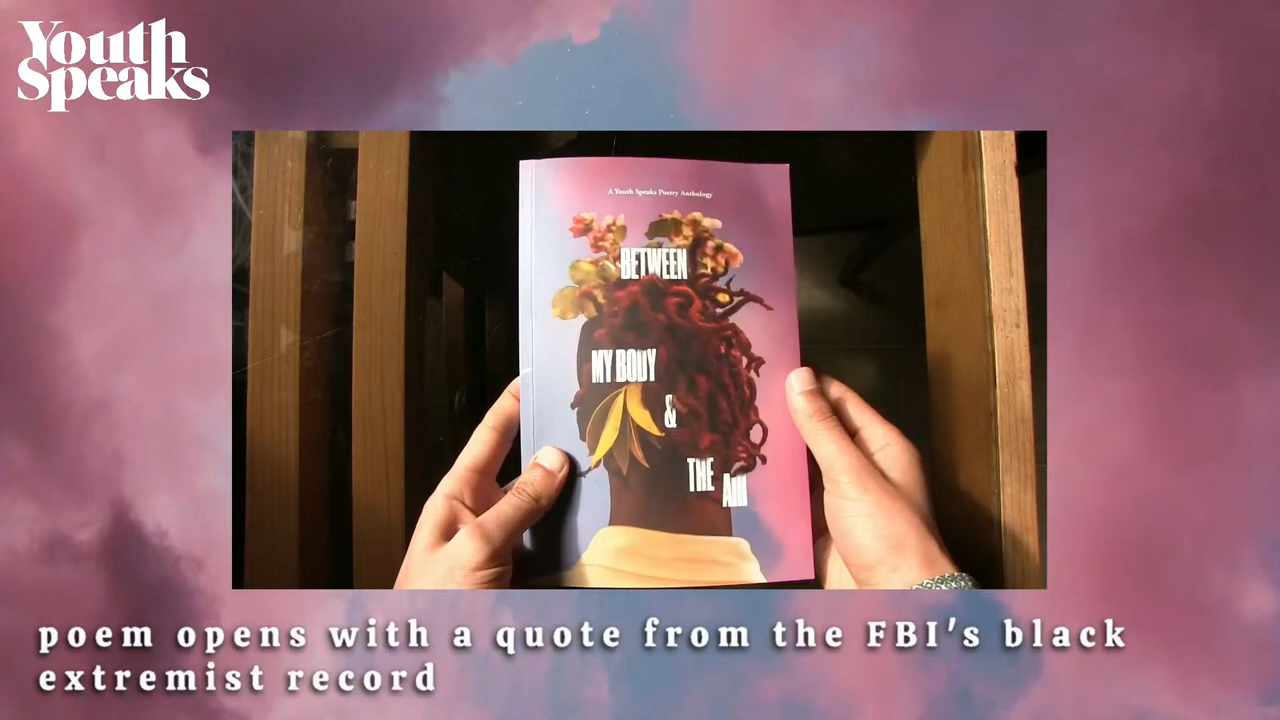 Youth
Speaks
A Youth Speaks Poetry Anthology
BETWEEN
MY BODY
&
THE AIR
poem opens with a quote from the FBI's black
extremist record